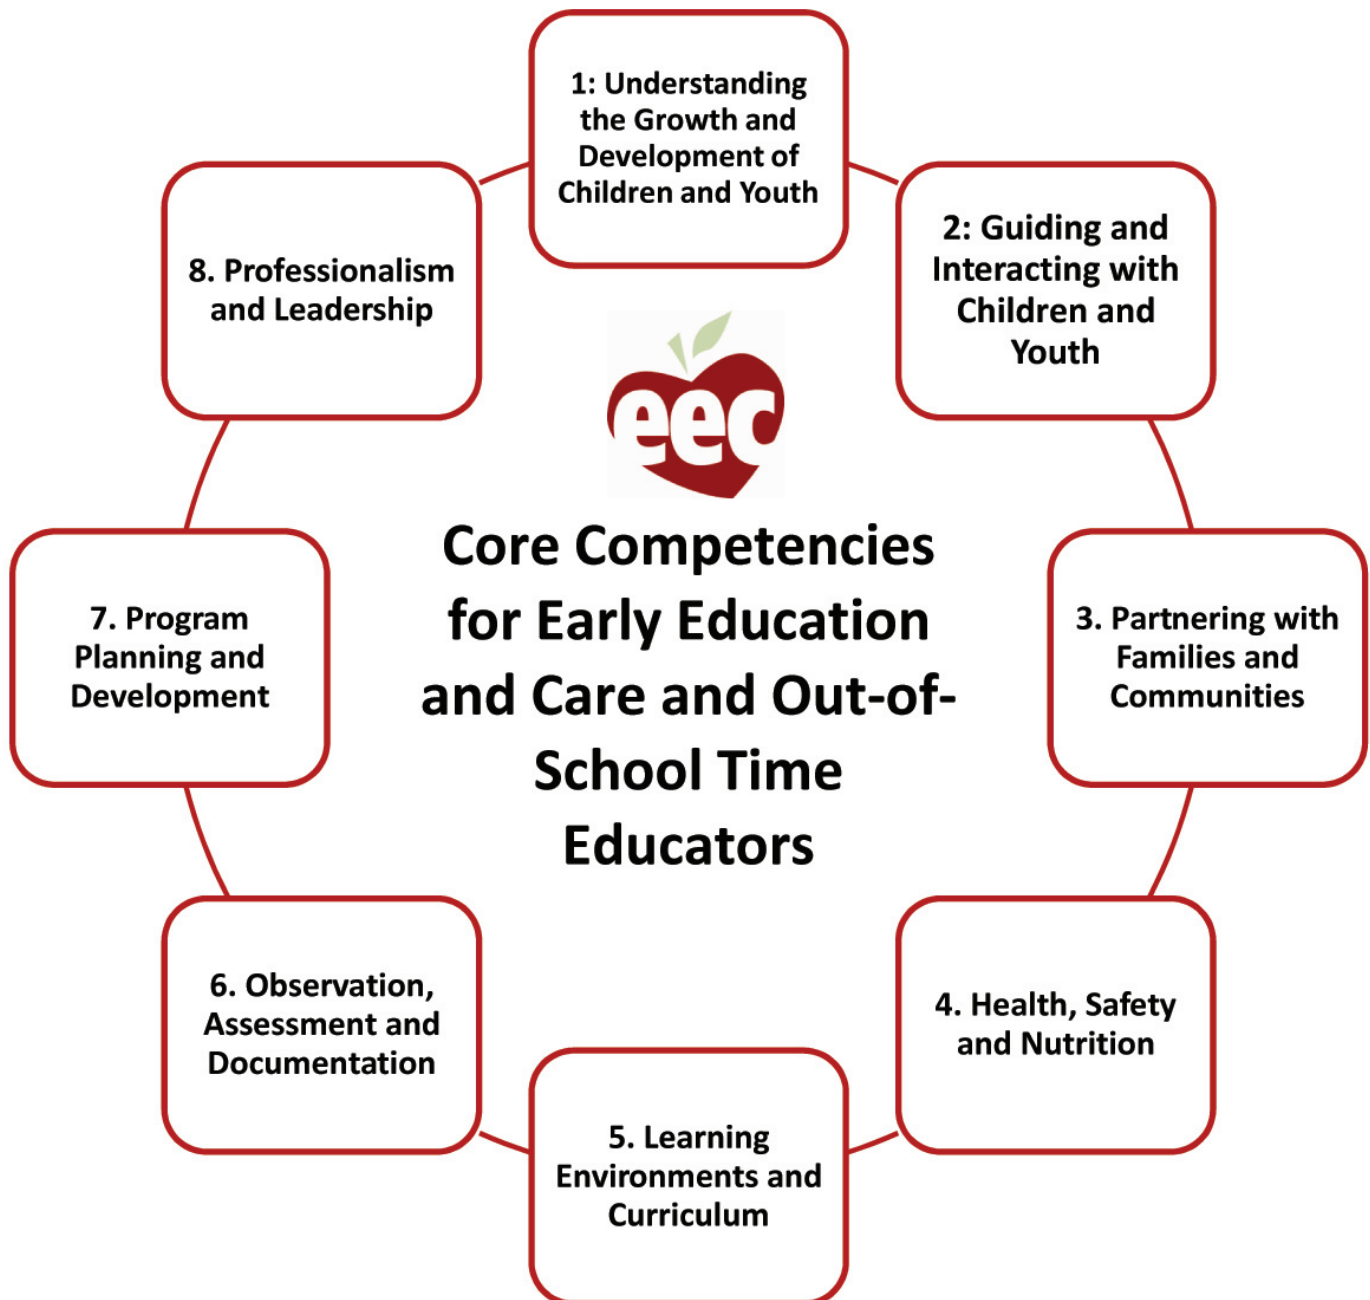 1: Understanding
the Growth and
Development of
Children and Youth
2: Guiding and
Interacting with
Children and
Youth
3. Partnering with
Families and
Communities
4. Health, Safety
and Nutrition
5. Learning
Environments and
Curriculum
6. Observation,
Assessment and
Documentation
7. Program
Planning and
Development
8. Professionalism
and Leadership
eec
Core Competencies
for Early Education
and Care and Out-of-
School Time
Educators